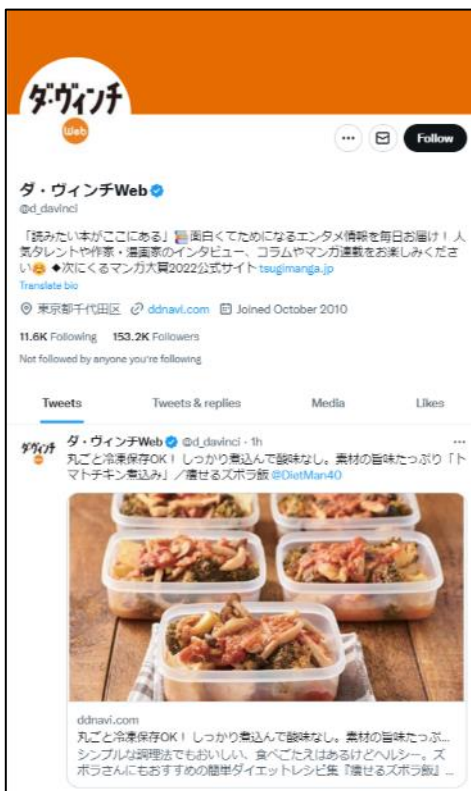 ダ・ヴィンチ
Web
Follow
ダ・ヴィンチWeb
@d_davinci
「読みたい本がここにある」📚面白くてためになるエンタメ情報を毎日お届け！ 人
気タレントや作家・漫画家のインタビュー、コラムやマンガ連載をお楽しみくださ
い😊 ◆次にくるマンガ大賞2022公式サイト tsugimanga.jp
Translate bio
東京都千代田区 ddnavi.com Joined October 2010
11.6K Following 153.2K Followers
Not followed by anyone you're following
Tweets Tweets & replies Media Likes
ダ・ヴィンチ
ダ・ヴィンチWeb @d_davinci · 1h
丸ごと冷凍保存OK！ しっかり煮込んで酸味なし。素材の旨味たっぷり「ト
マトチキン煮込み」／痩せるズボラ飯 @DietMan40
ddnavi.com
丸ごと冷凍保存OK！ しっかり煮込んで酸味なし。素材の旨味たっぷ...
シンプルな調理法でもおいしい、食べごたえはあるけどヘルシー。ズ
ボラさんにもおすすめの簡単ダイエットレシピ集『痩せるズボラ飯』...